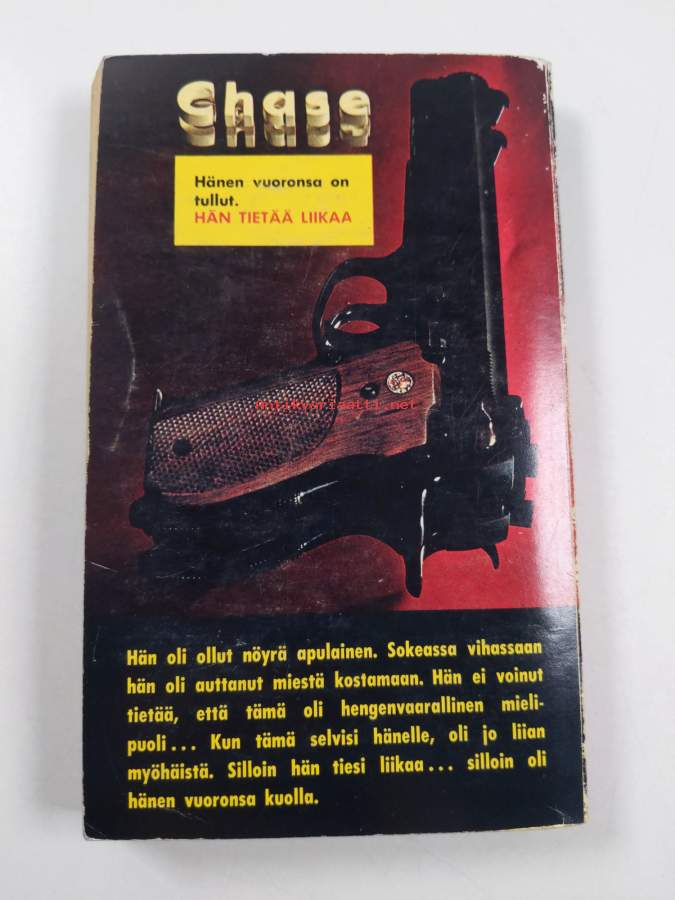 Chase
Hänen vuoronsa on
tullut.
HÄN TIETÄÄ LIIKAA
antikvariaatti.net
Hän oli ollut nöyrä apulainen. Sokeassa vihassaan
hän oli auttanut miestä kostamaan. Hän ei voinut
tietää, että tämä oli hengenvaarallinen mieli-
puoli... Kun tämä selvisi hänelle, oli jo liian
myöhäistä. Silloin hän tiesi liikaa... silloin oli
hänen vuoronsa kuolla.